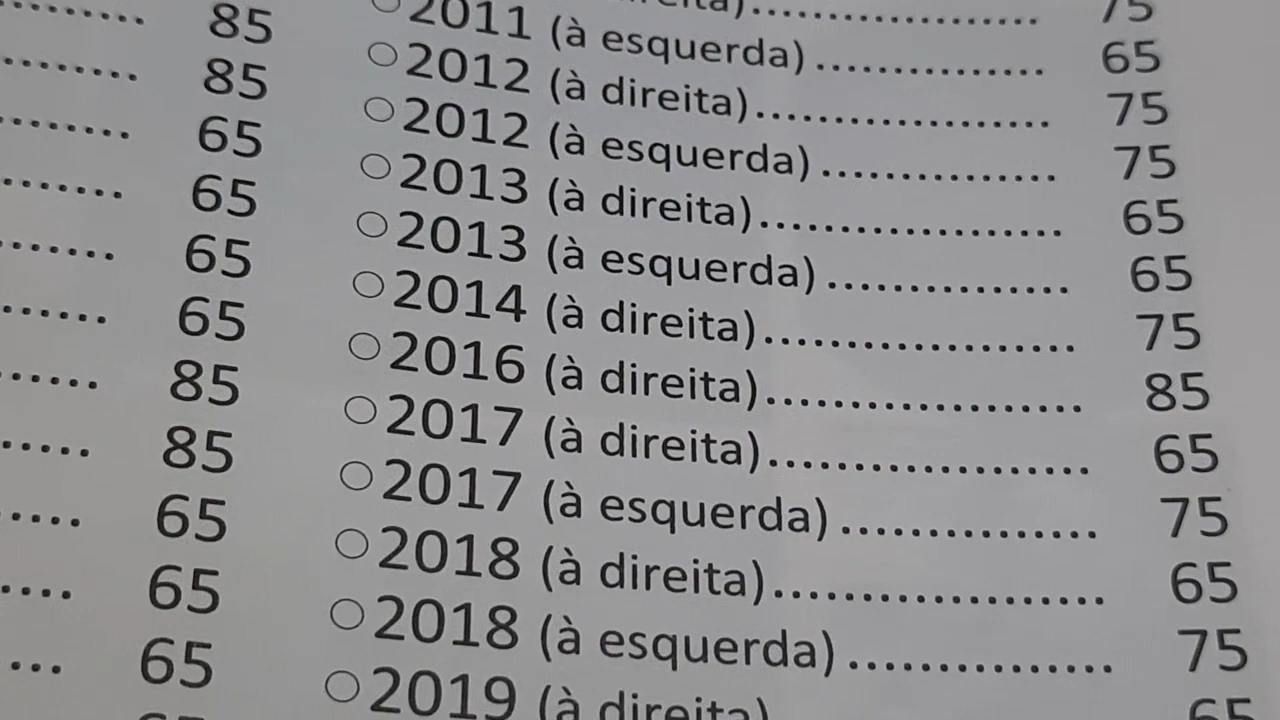 ........ 85
........ 85
........ 65
....... 65
....... 65
...... 65
...... 85
..... 85
.... 65
.... 65
... 65
................... 75
2011 (à esquerda)............... 65
2012 (à direita)................... 75
2012 (à esquerda)............... 75
2013 (à direita)................... 65
2013 (à esquerda)............... 65
2014 (à direita)................... 75
2016 (à direita)................... 85
2017 (à direita)................... 65
2017 (à esquerda)............... 75
2018 (à direita)................... 65
2018 (à esquerda)............... 75
2019 (à direita) 65